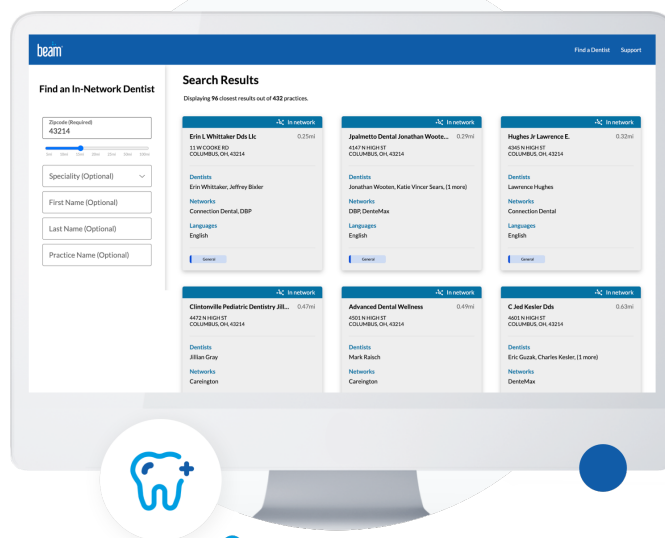 beam
Find a Dentist Support
Find an In-Network Dentist
Zipcode (Required)
43214
Speciality (Optional)
First Name (Optional)
Last Name (Optional)
Practice Name (Optional)
Search Results
Displaying 96 closest results out of 432 practices.
In network
Erin L Whittaker Dds Llc 0.25mi
11 W COOKE RD
COLUMBUS, OH, 43214
Dentists
Erin Whittaker, Jeffrey Bixler
Networks
Connection Dental, DBP
Languages
English
General
In network
Jpalmetto Dental Jonathan Woote... 0.29mi
4147 N HIGH ST
COLUMBUS, OH, 43214
Dentists
Jonathan Wooten, Katie Vincer Sears, (1 more)
Networks
DBP, DenteMax
Languages
English
General
In network
Hughes Jr Lawrence E. 0.32mi
4345 N HIGH ST
COLUMBUS, OH, 43214
Dentists
Lawrence Hughes
Networks
Connection Dental
Languages
English
General
In network
Clintonville Pediatric Dentistry Jill... 0.47mi
4472 N HIGH ST
COLUMBUS, OH, 43214
Dentists
Jillian Gray
Networks
Careington
In network
Advanced Dental Wellness 0.49mi
4501 N HIGH ST
COLUMBUS, OH, 43214
Dentists
Mark Raisch
Networks
Careington
In network
C Jed Kesler Dds 0.63mi
4601 N HIGH ST
COLUMBUS, OH, 43214
Dentists
Eric Guzak, Charles Kesler, (1 more)
Networks
DenteMax